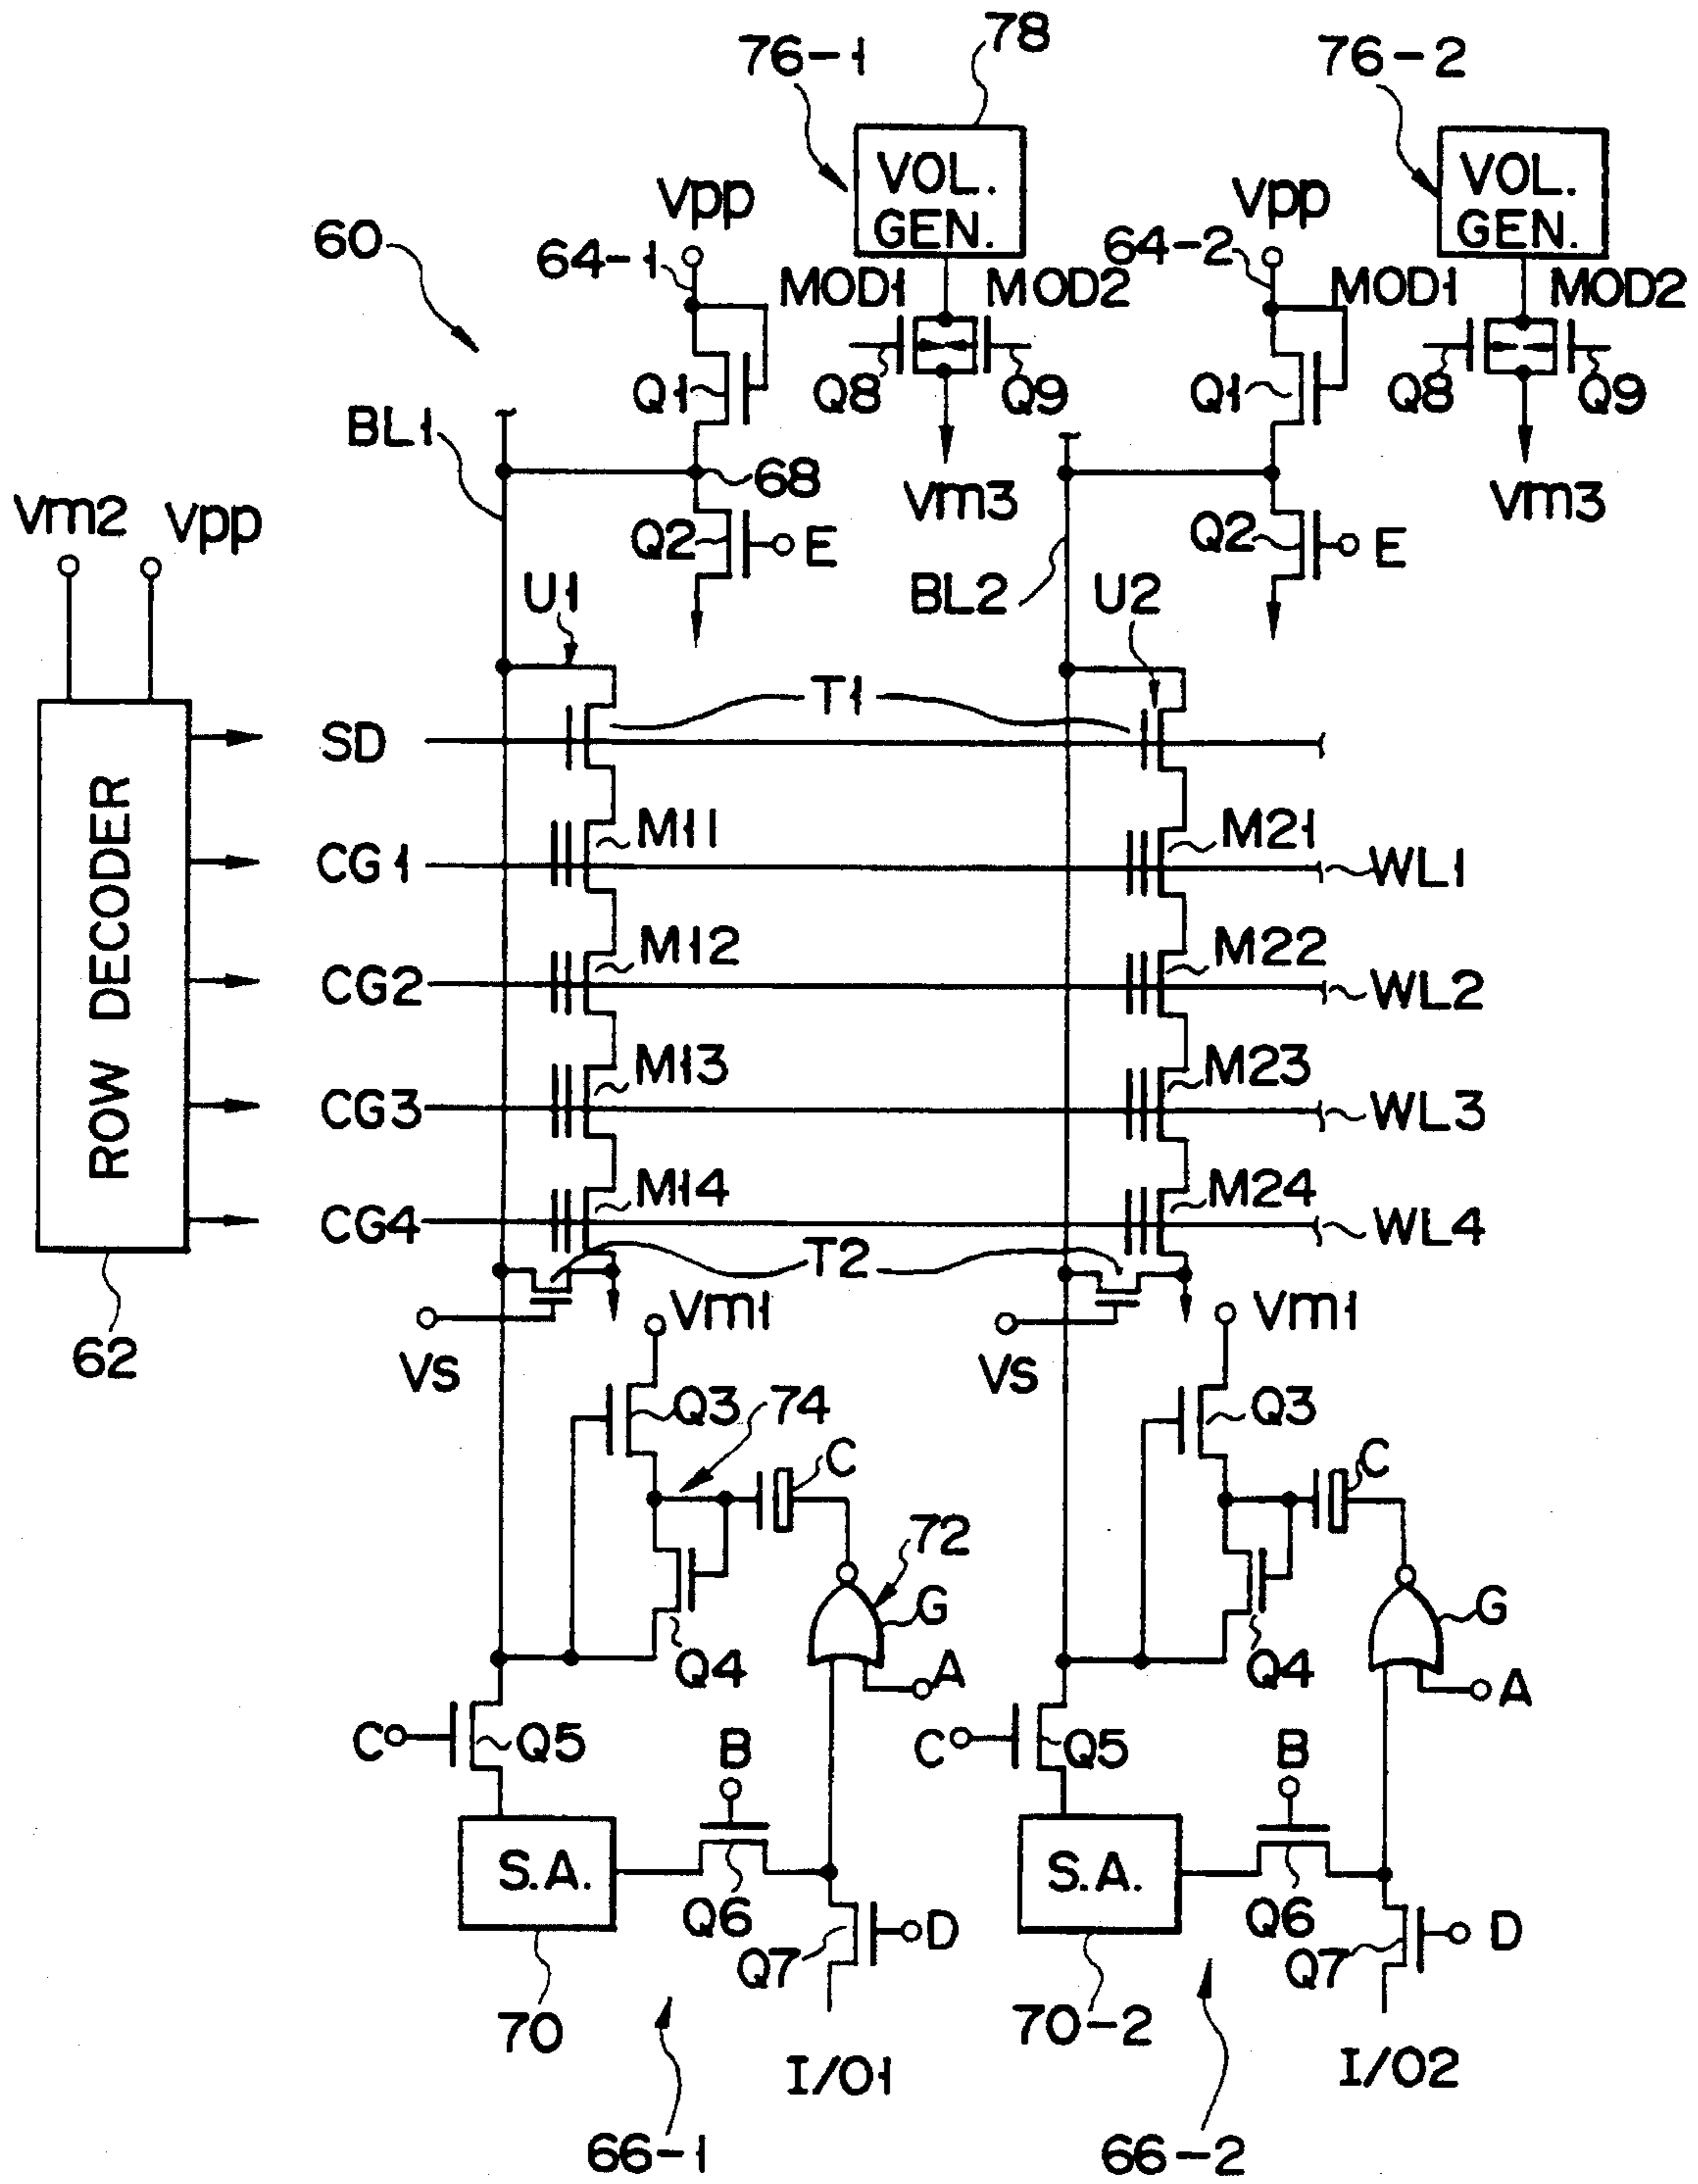 76-1
78
76-2
VOL. GEN.
VOL. GEN.
Vpp
Vpp
60
64-1
64-2
MOD1
MOD2
MOD1
MOD2
Q1
Q8
Q9
Q1
Q8
Q9
BL1
68
Vm3
Vm3
Vm2
Vpp
Q2
E
Q2
E
U1
BL2
U2
T1
SD
ROW DECODER
CG1
M11
M21
WL1
CG2
M12
M22
WL2
CG3
M13
M23
WL3
CG4
M14
M24
WL4
T2
62
Vm1
Vm1
VS
VS
Q3
74
Q3
C
C
72
G
G
Q4
A
Q4
A
C
Q5
B
C
Q5
B
S.A.
S.A.
Q6
D
Q6
D
Q7
Q7
70
70-2
I/O1
I/O2
66-1
66-2